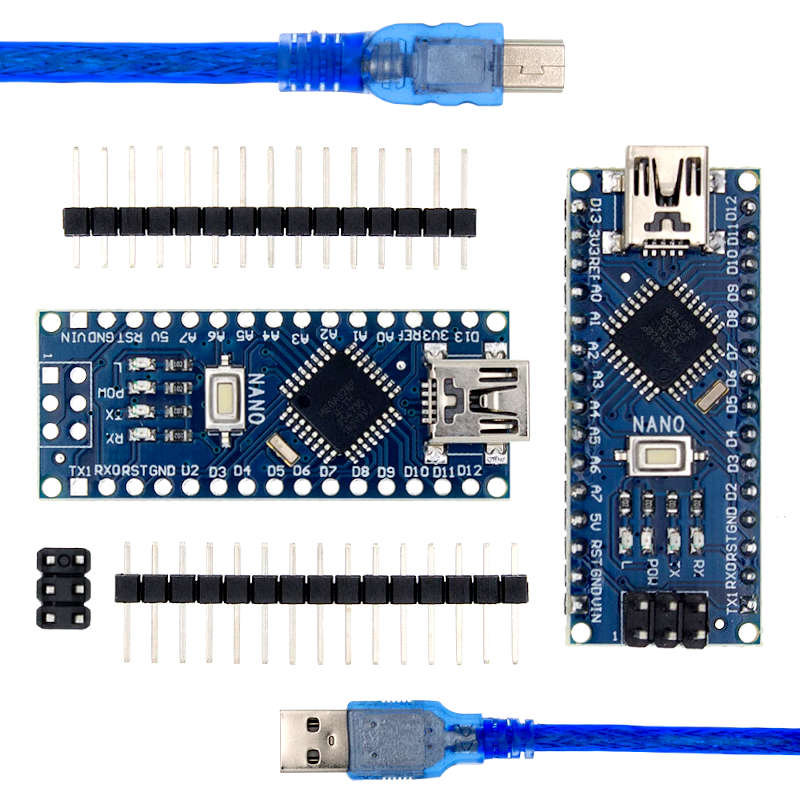 VIN GND RST 5V A7 A6 A5 A4 A3 A2 A1 A0 REF 3V3 D13
1
L
POW
TX
RX
NANO
TX1 RX0 RST GND D2 D3 D4 D5 D6 D7 D8 D9 D10 D11 D12
D13 3V3 REF A0 A1 A2 A3 A4 A5 A6 A7 5V RST GND VIN
NANO
L
POW
TX
RX
1
TX1 RX0 RST GND D2 D3 D4 D5 D6 D7 D8 D9 D10 D11 D12